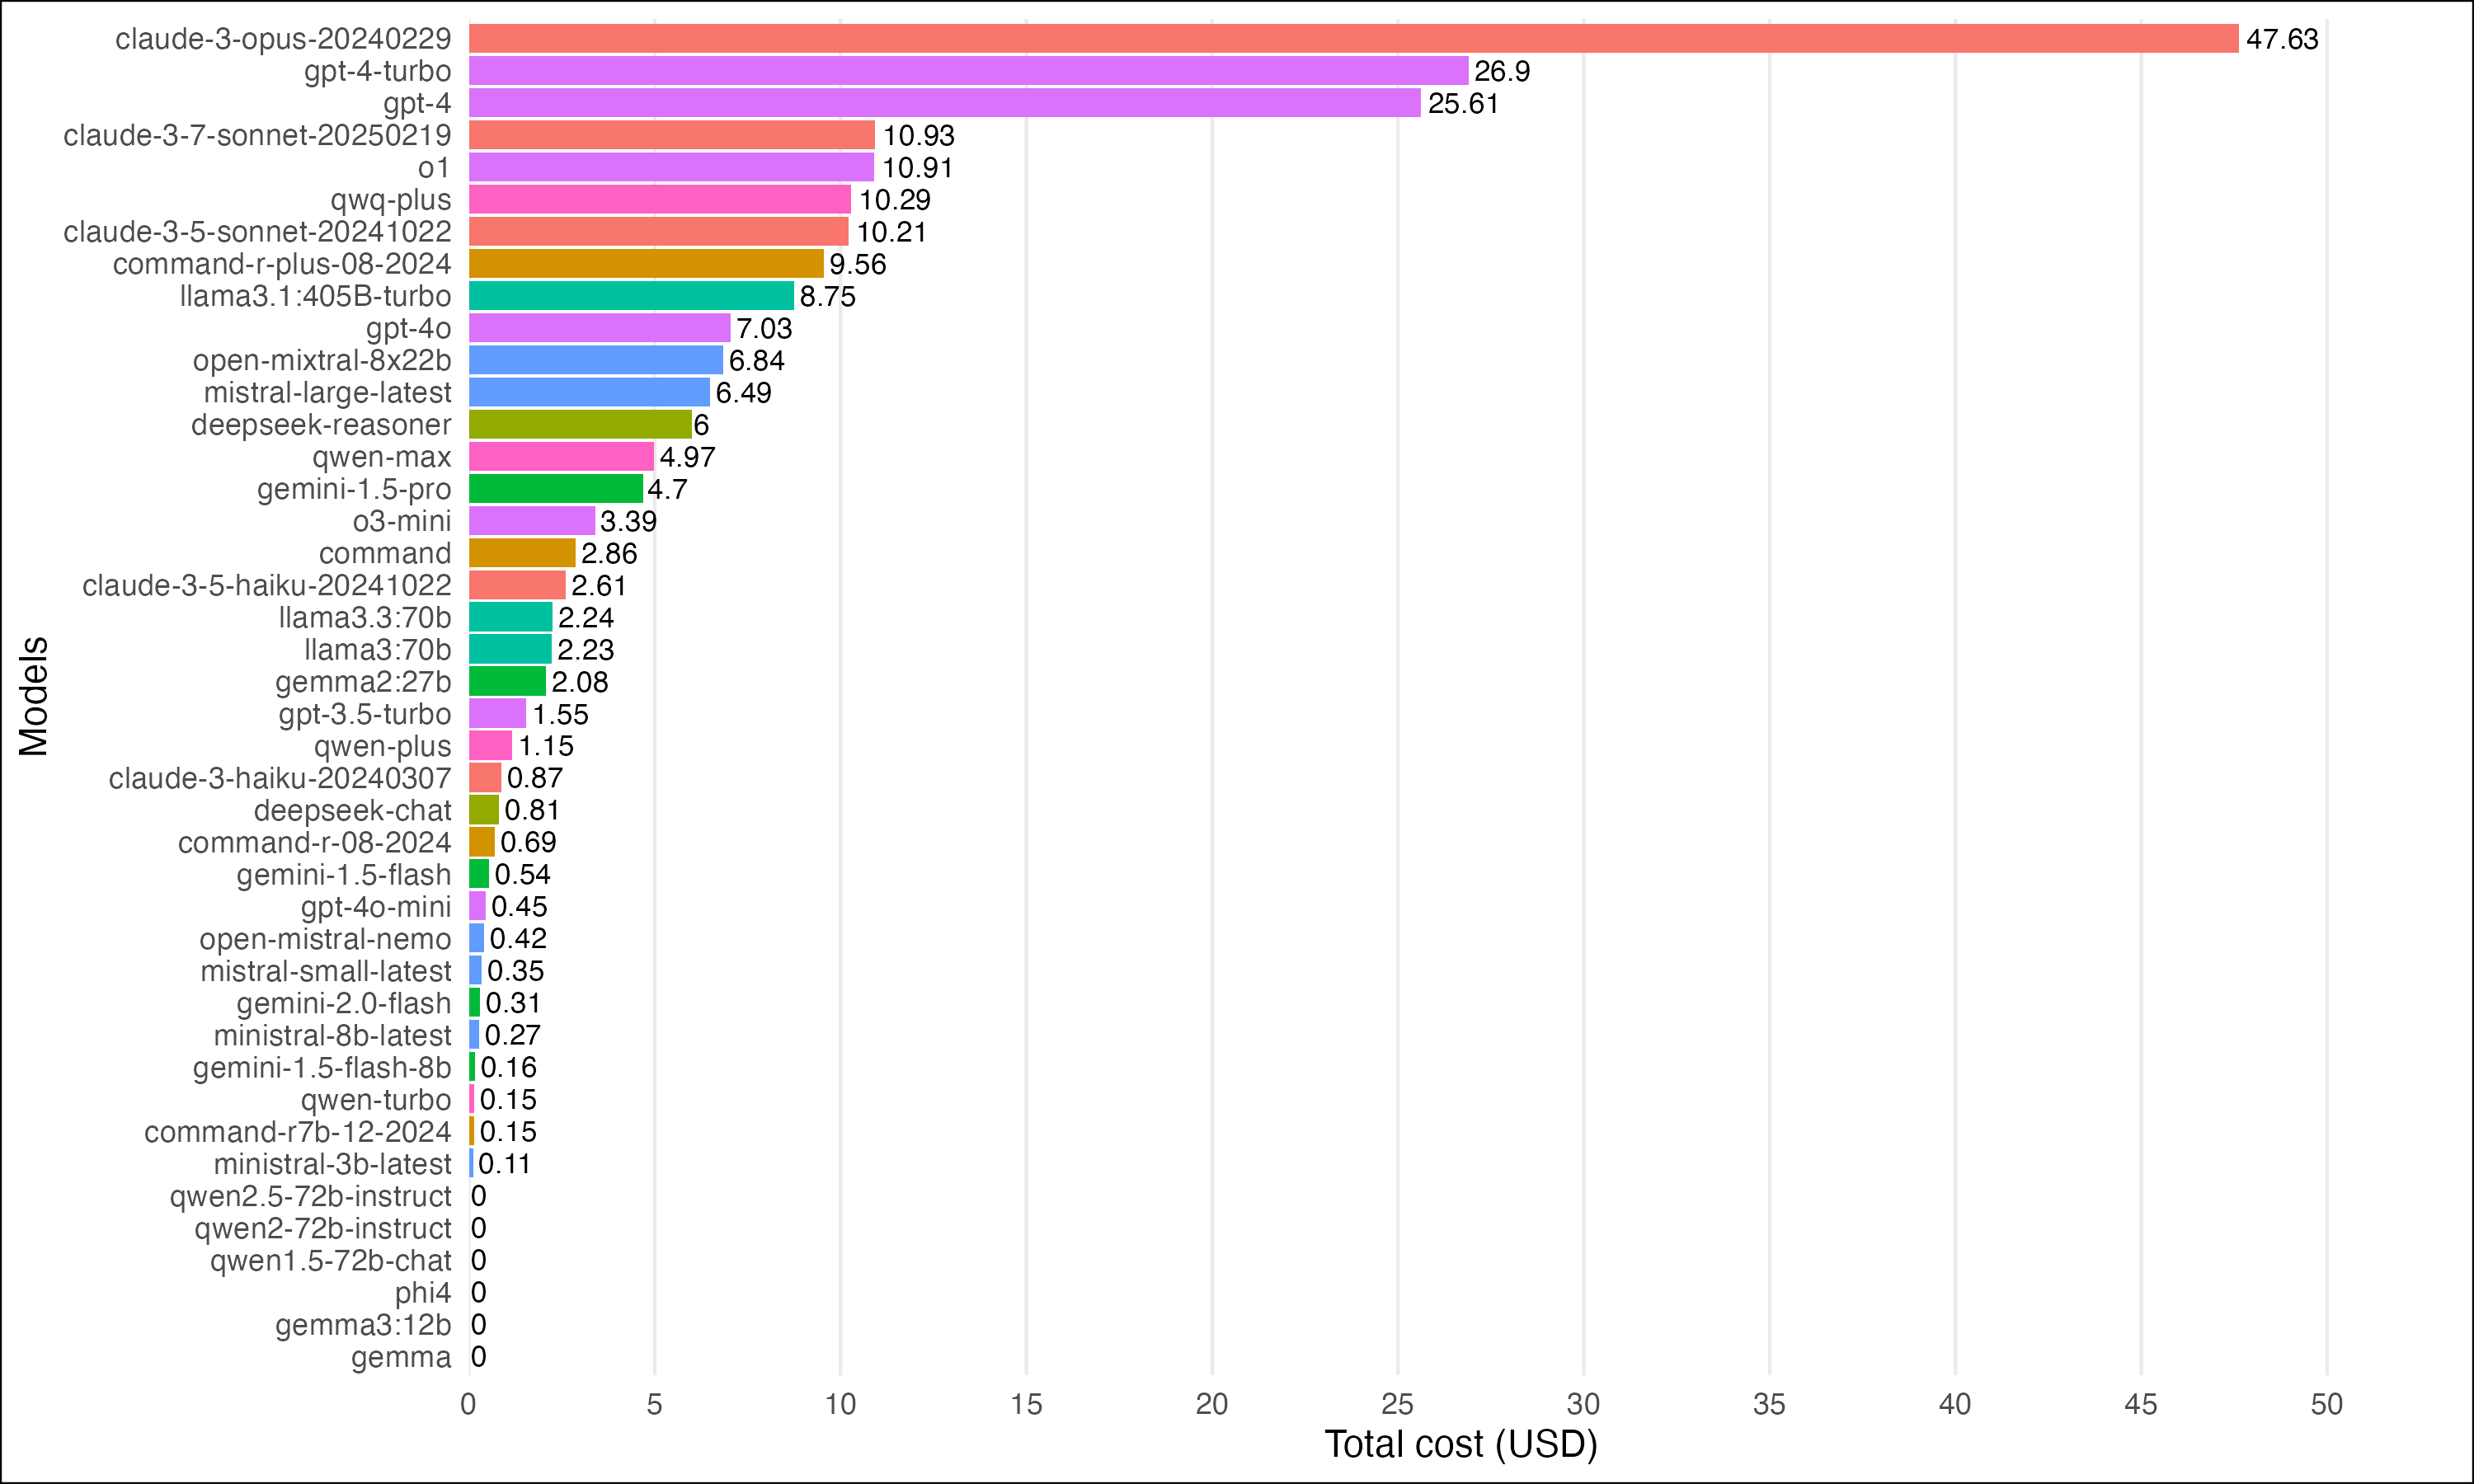 claude-3-opus-20240229 47.63
gpt-4-turbo 26.9
gpt-4 25.61
claude-3-7-sonnet-20250219 10.93
o1 10.91
qwq-plus 10.29
claude-3-5-sonnet-20241022 10.21
command-r-plus-08-2024 9.56
llama3.1:405B-turbo 8.75
gpt-4o 7.03
open-mixtral-8x22b 6.84
mistral-large-latest 6.49
deepseek-reasoner 6
qwen-max 4.97
gemini-1.5-pro 4.7
o3-mini 3.39
command 2.86
claude-3-5-haiku-20241022 2.61
llama3.3:70b 2.24
llama3:70b 2.23
gemma2:27b 2.08
gpt-3.5-turbo 1.55
qwen-plus 1.15
claude-3-haiku-20240307 0.87
deepseek-chat 0.81
command-r-08-2024 0.69
gemini-1.5-flash 0.54
gpt-4o-mini 0.45
open-mistral-nemo 0.42
mistral-small-latest 0.35
gemini-2.0-flash 0.31
ministral-8b-latest 0.27
gemini-1.5-flash-8b 0.16
qwen-turbo 0.15
command-r7b-12-2024 0.15
ministral-3b-latest 0.11
qwen2.5-72b-instruct 0
qwen2-72b-instruct 0
qwen1.5-72b-chat 0
phi4 0
gemma3:12b 0
gemma 0
Models
0 5 10 15 20 25 30 35 40 45 50
Total cost (USD)